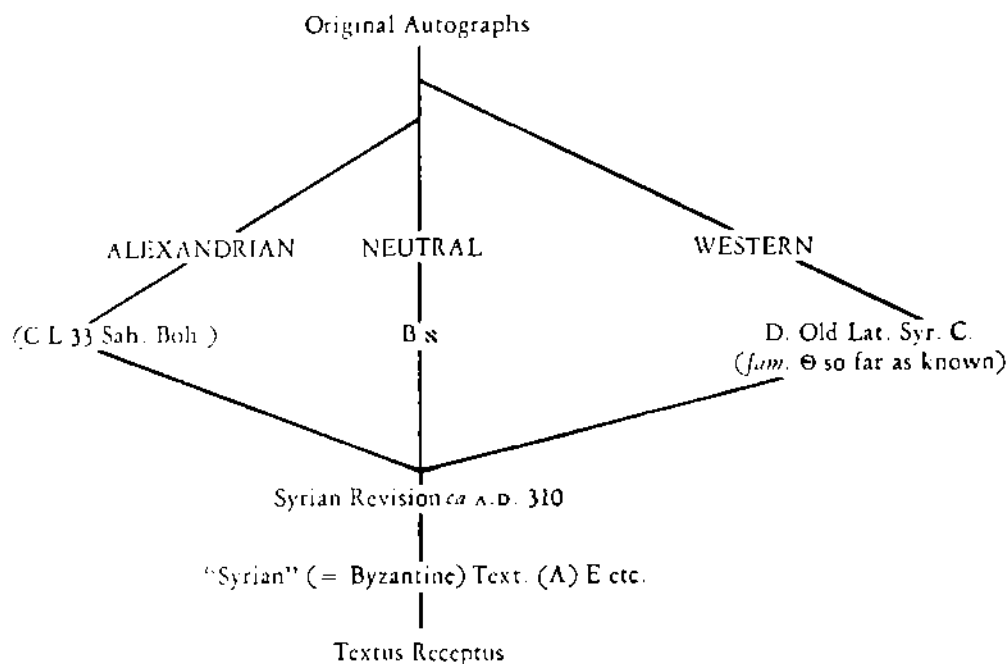 Original Autographs
ALEXANDRIAN NEUTRAL WESTERN
(C L 33 Sah. Boh.) B ℵ D. Old Lat. Syr. C.
(fam. Θ so far as known)
Syrian Revision ca A.D. 310
"Syrian" (= Byzantine) Text. (A) E etc.
Textus Receptus